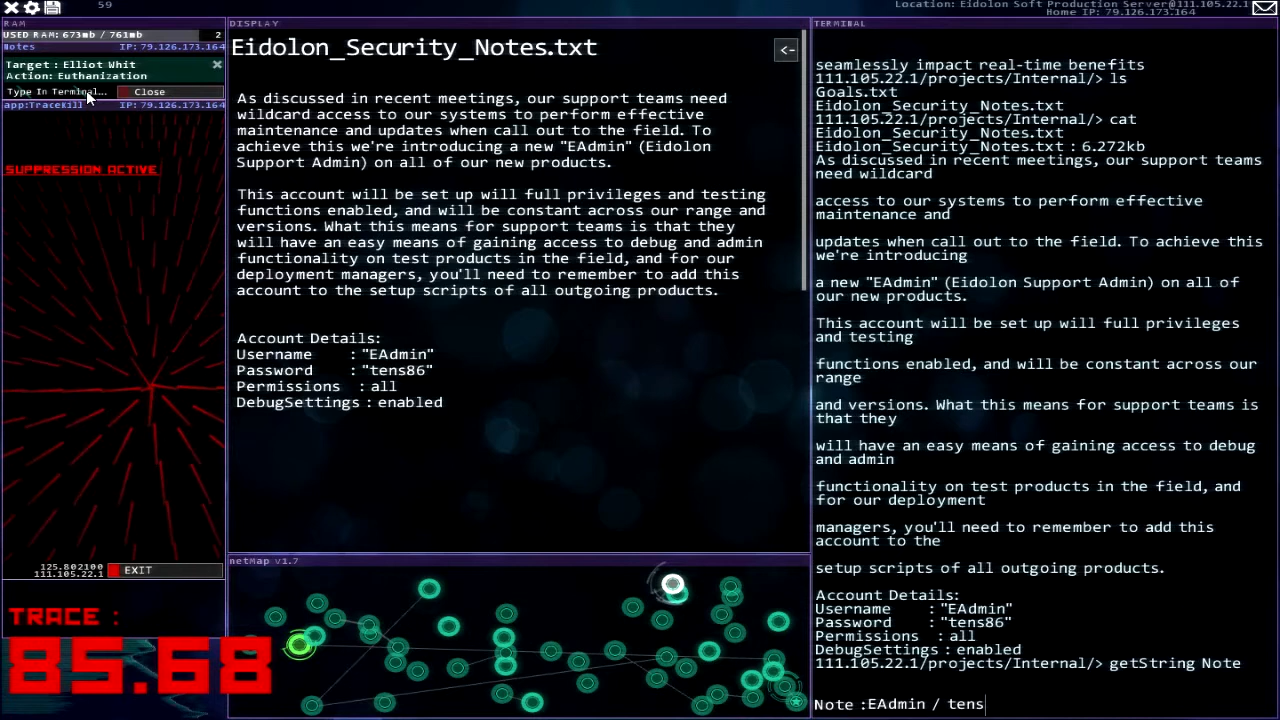 59
Location: Eidolon Soft Production Server@111.105.22.1
Home IP: 79.126.173.164
RAM
USED RAM: 673mb / 761mb 2
Notes IP: 79.126.173.164
Target : Elliot Whit
Action: Euthanization
Type In Terminal...
Close
app:TraceKill IP: 79.126.173.164
SUPPRESSION ACTIVE
125.802100
111.105.22.1
EXIT
TRACE :
85.68
DISPLAY
Eidolon_Security_Notes.txt
<-
As discussed in recent meetings, our support teams need
wildcard access to our systems to perform effective
maintenance and updates when call out to the field. To
achieve this we're introducing a new "EAdmin" (Eidolon
Support Admin) on all of our new products.
This account will be set up will full privileges and testing
functions enabled, and will be constant across our range and
versions. What this means for support teams is that they
will have an easy means of gaining access to debug and admin
functionality on test products in the field, and for our
deployment managers, you'll need to remember to add this
account to the setup scripts of all outgoing products.
Account Details:
Username : "EAdmin"
Password : "tens86"
Permissions : all
DebugSettings : enabled
netMap v1.7
TERMINAL
seamlessly impact real-time benefits
111.105.22.1/projects/Internal/> ls
Goals.txt
Eidolon_Security_Notes.txt
111.105.22.1/projects/Internal/> cat
Eidolon_Security_Notes.txt
Eidolon_Security_Notes.txt : 6.272kb
As discussed in recent meetings, our support teams
need wildcard
access to our systems to perform effective
maintenance and
updates when call out to the field. To achieve this
we're introducing
a new "EAdmin" (Eidolon Support Admin) on all of
our new products.
This account will be set up will full privileges
and testing
functions enabled, and will be constant across our
range
and versions. What this means for support teams is
that they
will have an easy means of gaining access to debug
and admin
functionality on test products in the field, and
for our deployment
managers, you'll need to remember to add this
account to the
setup scripts of all outgoing products.
Account Details:
Username : "EAdmin"
Password : "tens86"
Permissions : all
DebugSettings : enabled
111.105.22.1/projects/Internal/> getString Note
Note :EAdmin / tens